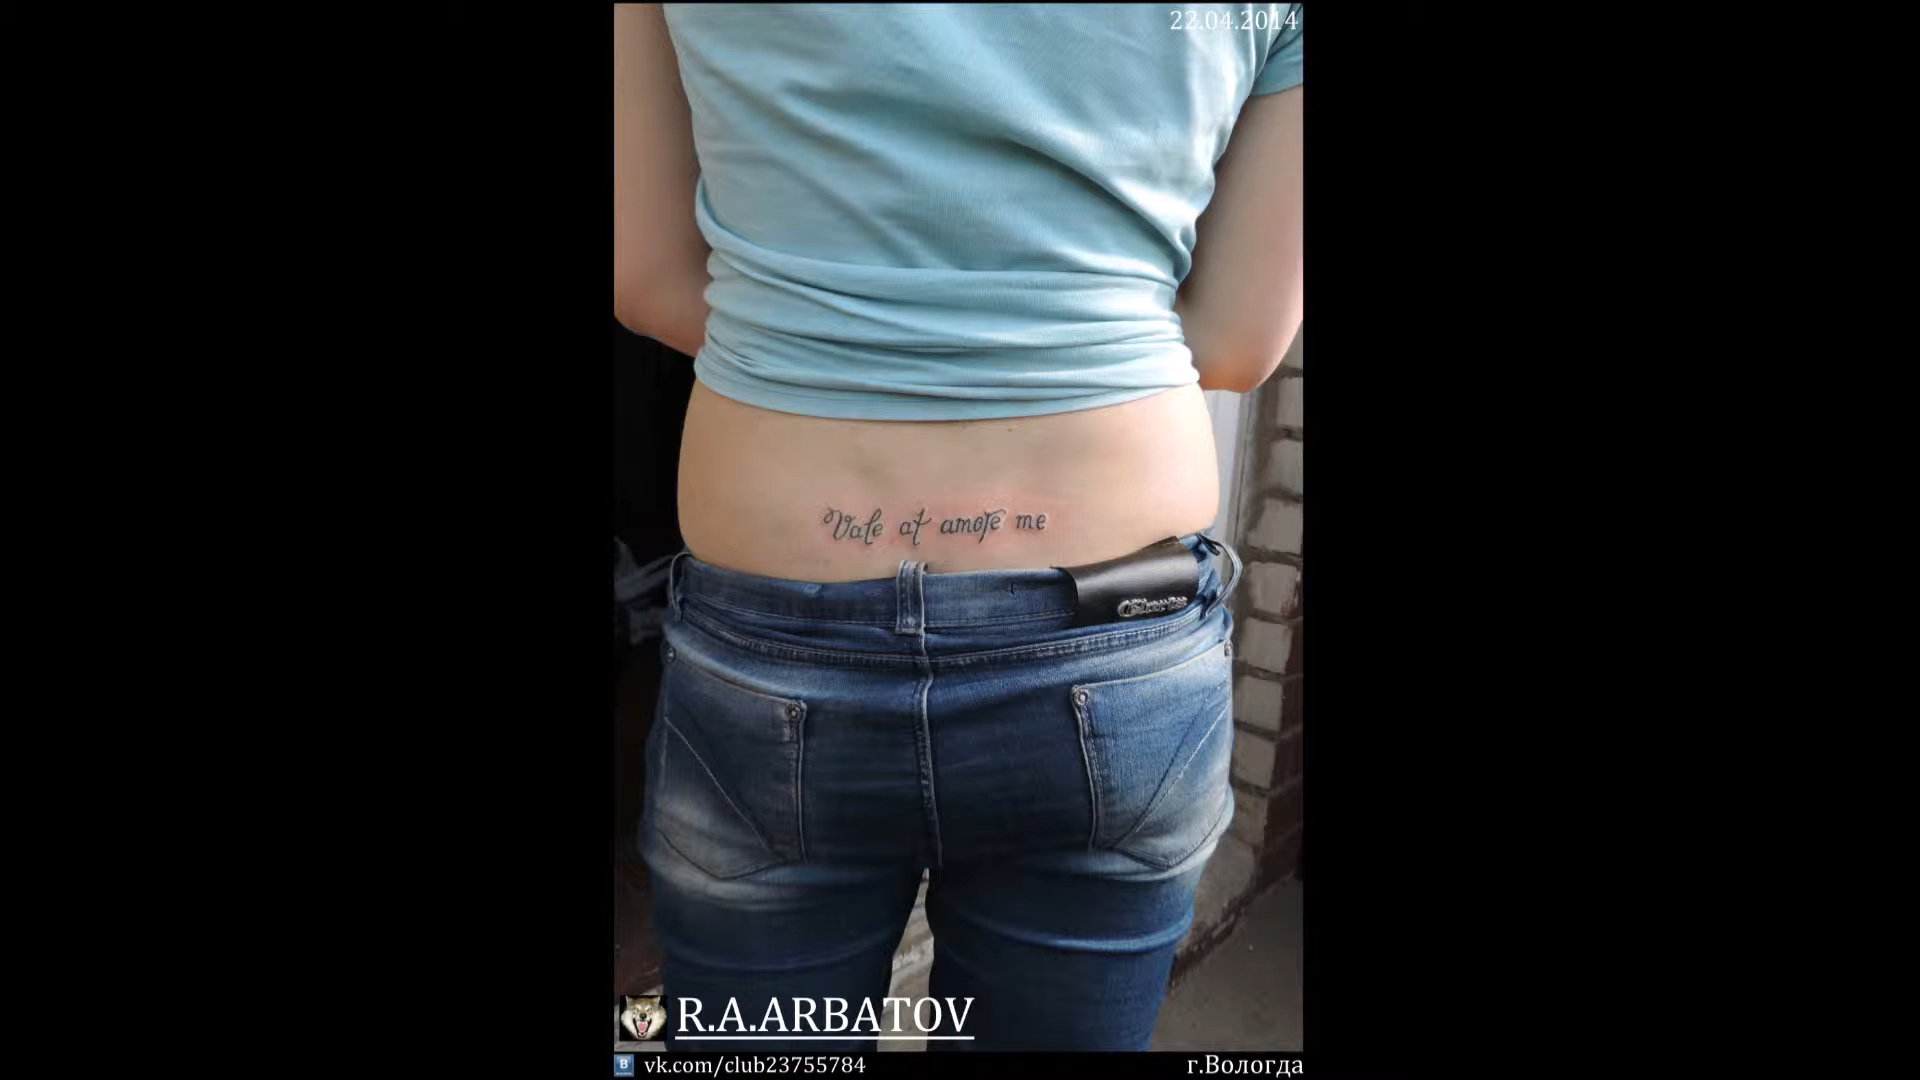 22.04.2014
Vale at amore me
R.A.ARBATOV
vk.com/club23755784
г.Вологда